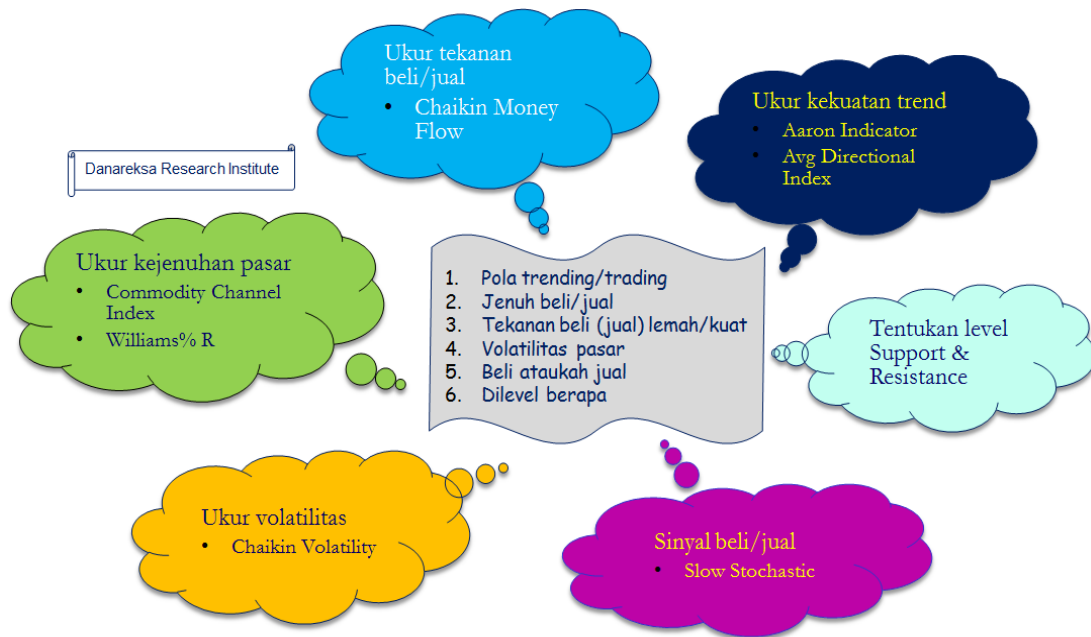 Ukur tekanan
beli/jual
• Chaikin Money
Flow
Ukur kekuatan trend
• Aaron Indicator
• Avg Directional
Index
Danareksa Research Institute
Ukur kejenuhan pasar
• Commodity Channel
Index
• Williams% R
1. Pola trending/trading
2. Jenuh beli/jual
3. Tekanan beli (jual) lemah/kuat
4. Volatilitas pasar
5. Beli ataukah jual
6. Dilevel berapa
Tentukan level
Support &
Resistance
Ukur volatilitas
• Chaikin Volatility
Sinyal beli/jual
• Slow Stochastic